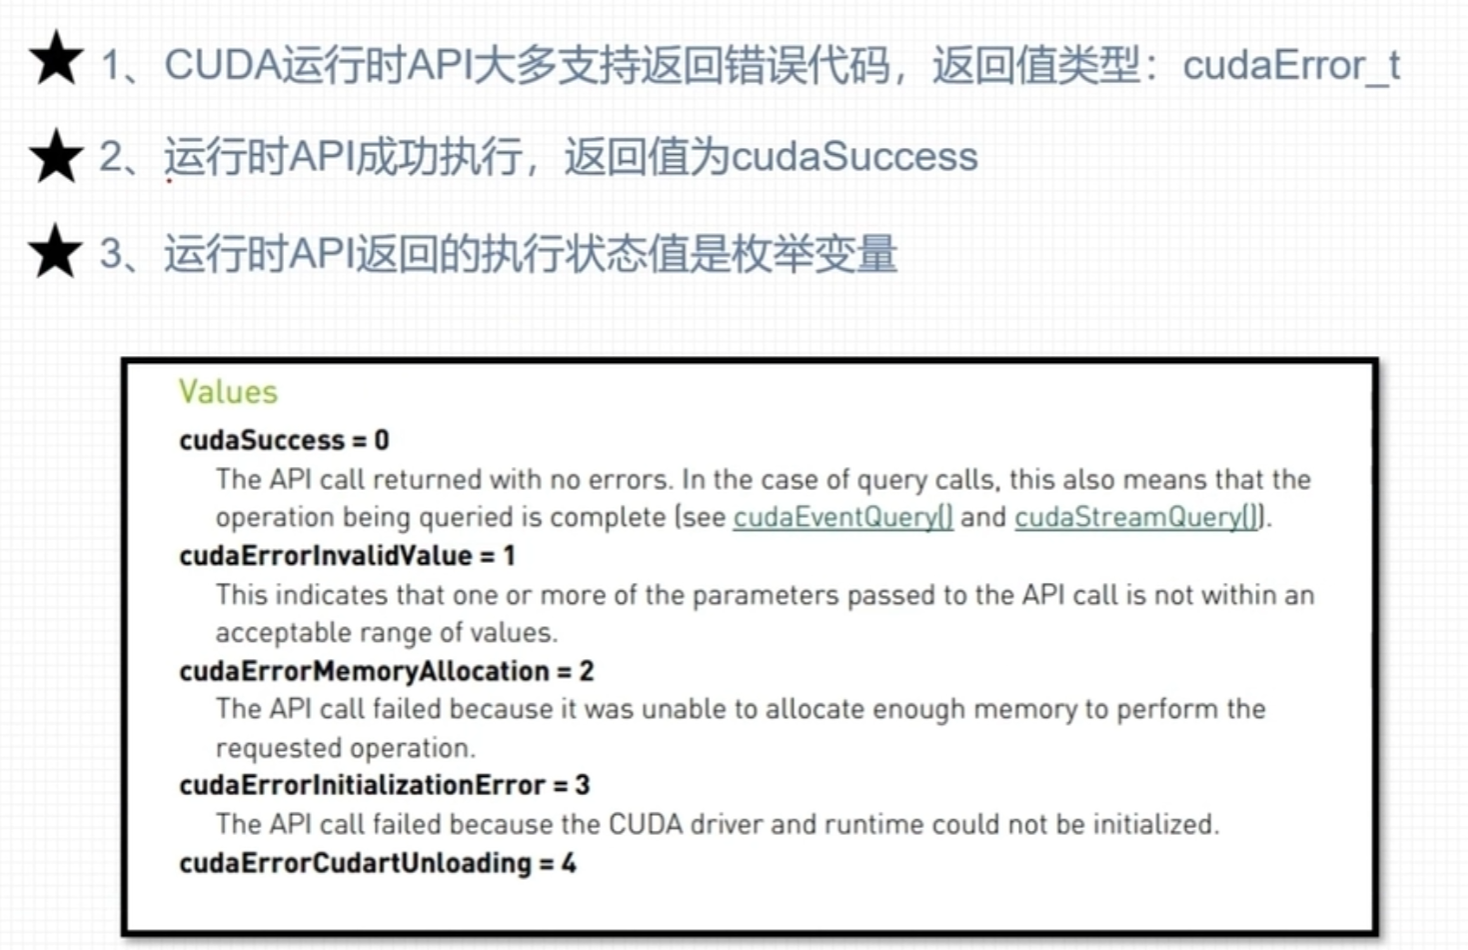 ★ 1、CUDA运行时API大多支持返回错误代码，返回值类型：cudaError_t
★ 2、运行时API成功执行，返回值为cudaSuccess
★ 3、运行时API返回的执行状态值是枚举变量
Values
cudaSuccess = 0
The API call returned with no errors. In the case of query calls, this also means that the
operation being queried is complete (see cudaEventQuery() and cudaStreamQuery()).
cudaErrorInvalidValue = 1
This indicates that one or more of the parameters passed to the API call is not within an
acceptable range of values.
cudaErrorMemoryAllocation = 2
The API call failed because it was unable to allocate enough memory to perform the
requested operation.
cudaErrorInitializationError = 3
The API call failed because the CUDA driver and runtime could not be initialized.
cudaErrorCudartUnloading = 4